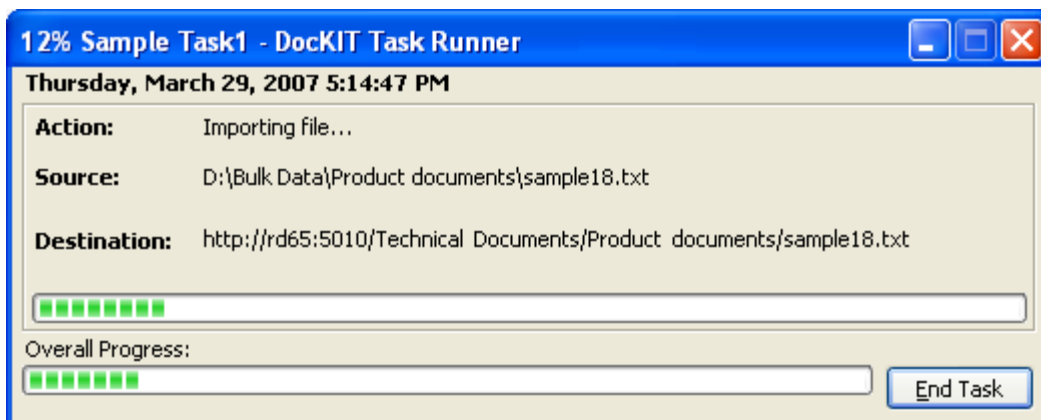 12% Sample Task1 - DocKIT Task Runner
Thursday, March 29, 2007 5:14:47 PM
Action: Importing file...
Source: D:\Bulk Data\Product documents\sample18.txt
Destination: http://rd65:5010/Technical Documents/Product documents/sample18.txt
Overall Progress:
End Task